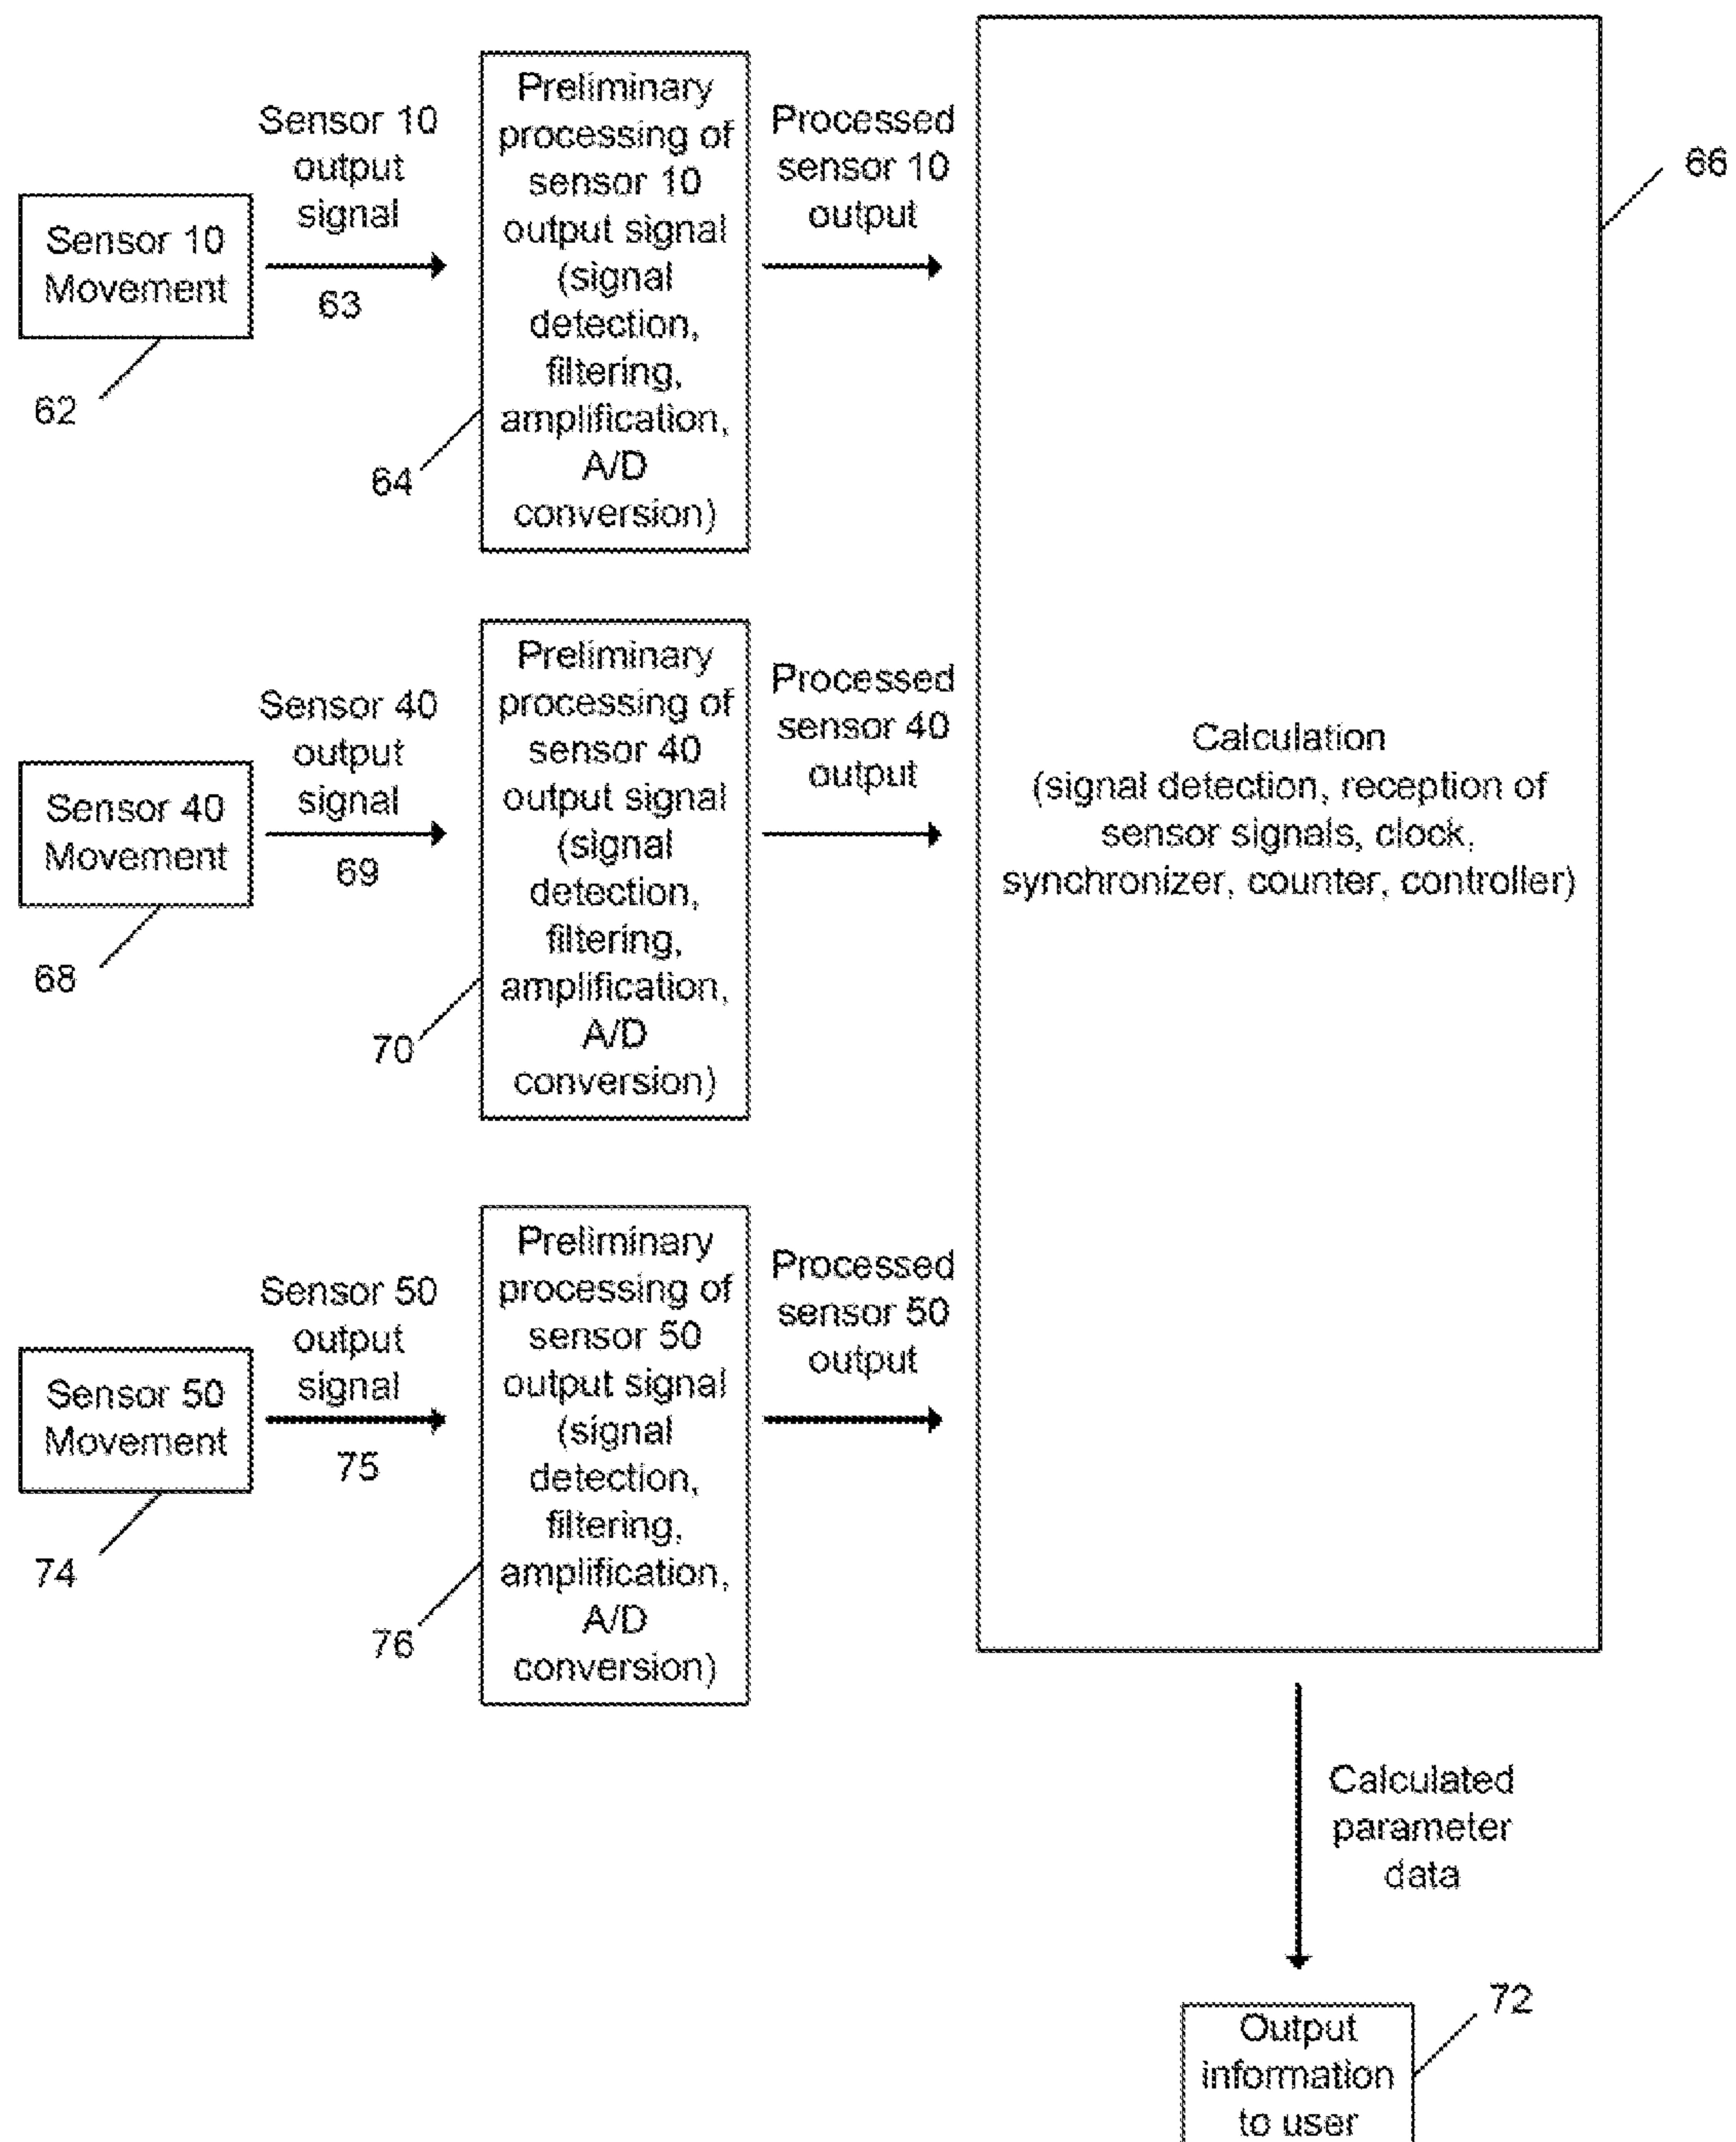 Sensor 10
Movement
62
Sensor 10
output
signal
63
Preliminary
processing of
sensor 10
output signal
(signal
detection,
filtering,
amplification,
A/D
conversion)
64
Processed
sensor 10
output
66
Sensor 40
Movement
68
Sensor 40
output
signal
69
Preliminary
processing of
sensor 40
output signal
(signal
detection,
filtering,
amplification,
A/D
conversion)
70
Processed
sensor 40
output
Calculation
(signal detection, reception of
sensor signals, clock,
synchronizer, counter, controller)
Sensor 50
Movement
74
Sensor 50
output
signal
75
Preliminary
processing of
sensor 50
output signal
(signal
detection,
filtering,
amplification,
A/D
conversion)
76
Processed
sensor 50
output
Calculated
parameter
data
72
Output
information
to user